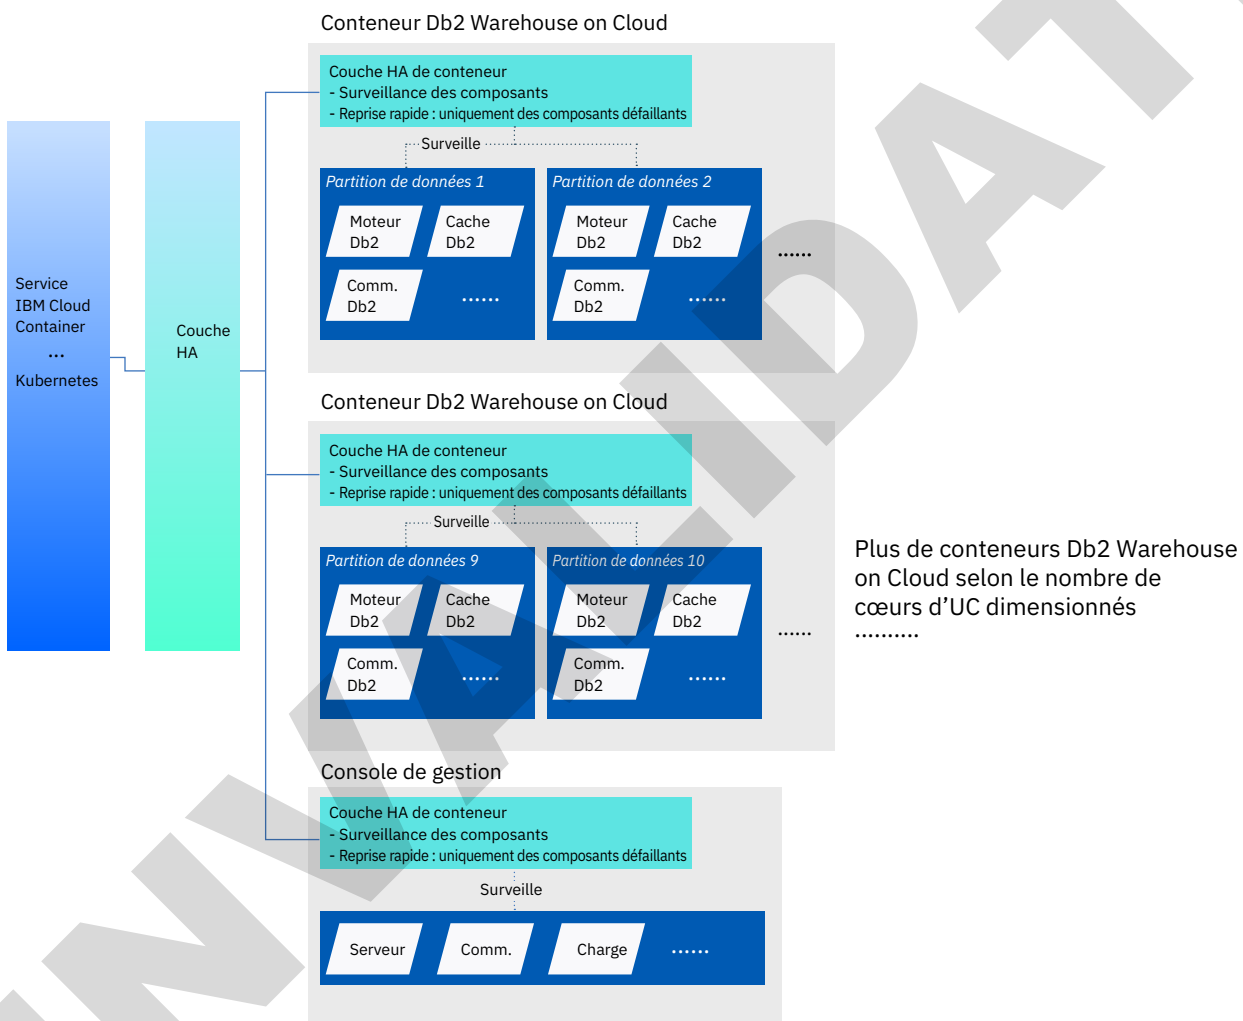 Conteneur Db2 Warehouse on Cloud
Couche HA de conteneur
- Surveillance des composants
- Reprise rapide : uniquement des composants défaillants
Surveille
Partition de données 1
Moteur
Db2
Cache
Db2
Comm.
Db2
......
Partition de données 2
Moteur
Db2
Cache
Db2
Comm.
Db2
......
......
Service
IBM Cloud
Container
...
Kubernetes
Couche
HA
Conteneur Db2 Warehouse on Cloud
Couche HA de conteneur
- Surveillance des composants
- Reprise rapide : uniquement des composants défaillants
Surveille
Partition de données 9
Moteur
Db2
Cache
Db2
Comm.
Db2
......
Partition de données 10
Moteur
Db2
Cache
Db2
Comm.
Db2
......
......
Plus de conteneurs Db2 Warehouse
on Cloud selon le nombre de
cœurs d’UC dimensionnés
..........
Console de gestion
Couche HA de conteneur
- Surveillance des composants
- Reprise rapide : uniquement des composants défaillants
Surveille
Serveur
Comm.
Charge
......
INVALIDAT